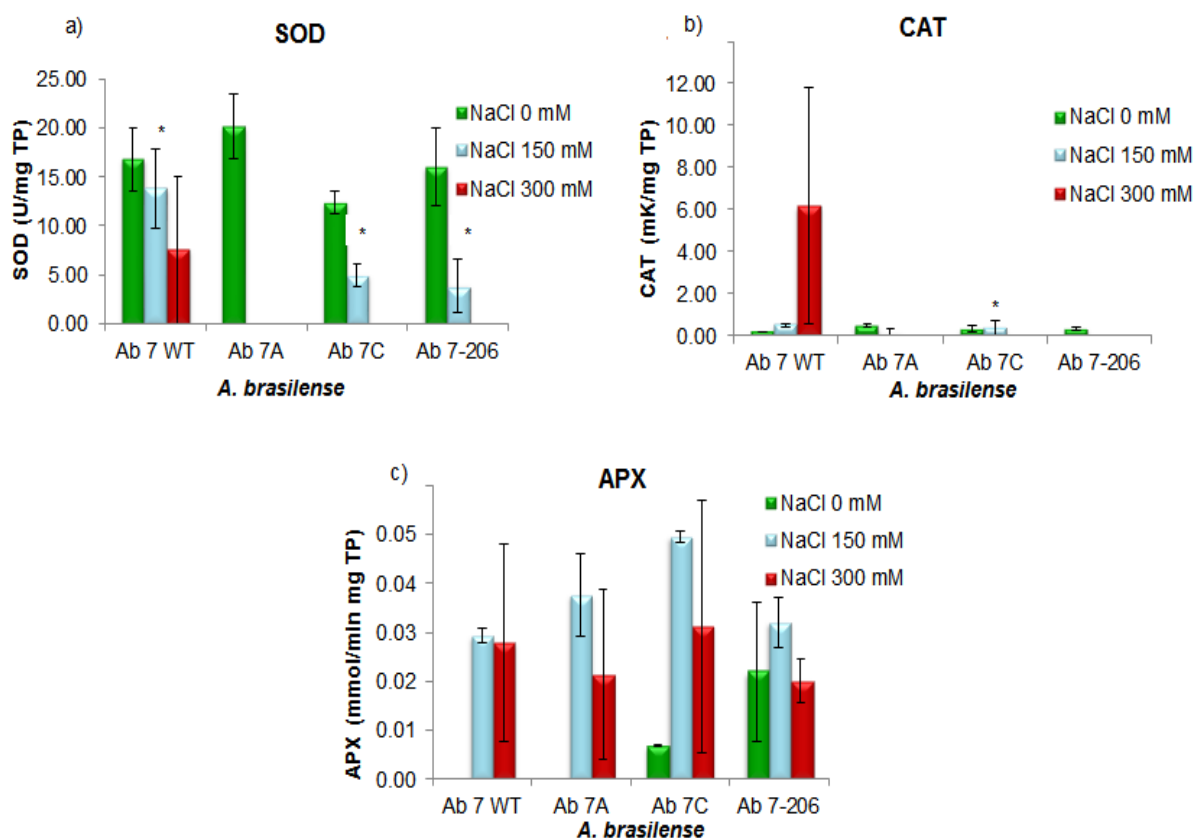 a)
SOD
SOD (U/mg TP)
25.00
20.00
15.00
10.00
5.00
0.00
*
*
*
NaCl 0 mM
NaCl 150 mM
NaCl 300 mM
Ab 7 WT
Ab 7A
Ab 7C
Ab 7-206
A. brasilense
b)
CAT
CAT (mK/mg TP)
12.00
10.00
8.00
6.00
4.00
2.00
0.00
*
NaCl 0 mM
NaCl 150 mM
NaCl 300 mM
Ab 7 WT
Ab 7A
Ab 7C
Ab 7-206
A. brasilense
c)
APX
APX (mmol/min mg TP)
0.05
0.04
0.03
0.02
0.01
0.00
NaCl 0 mM
NaCl 150 mM
NaCl 300 mM
Ab 7 WT
Ab 7A
Ab 7C
Ab 7-206
A. brasilense